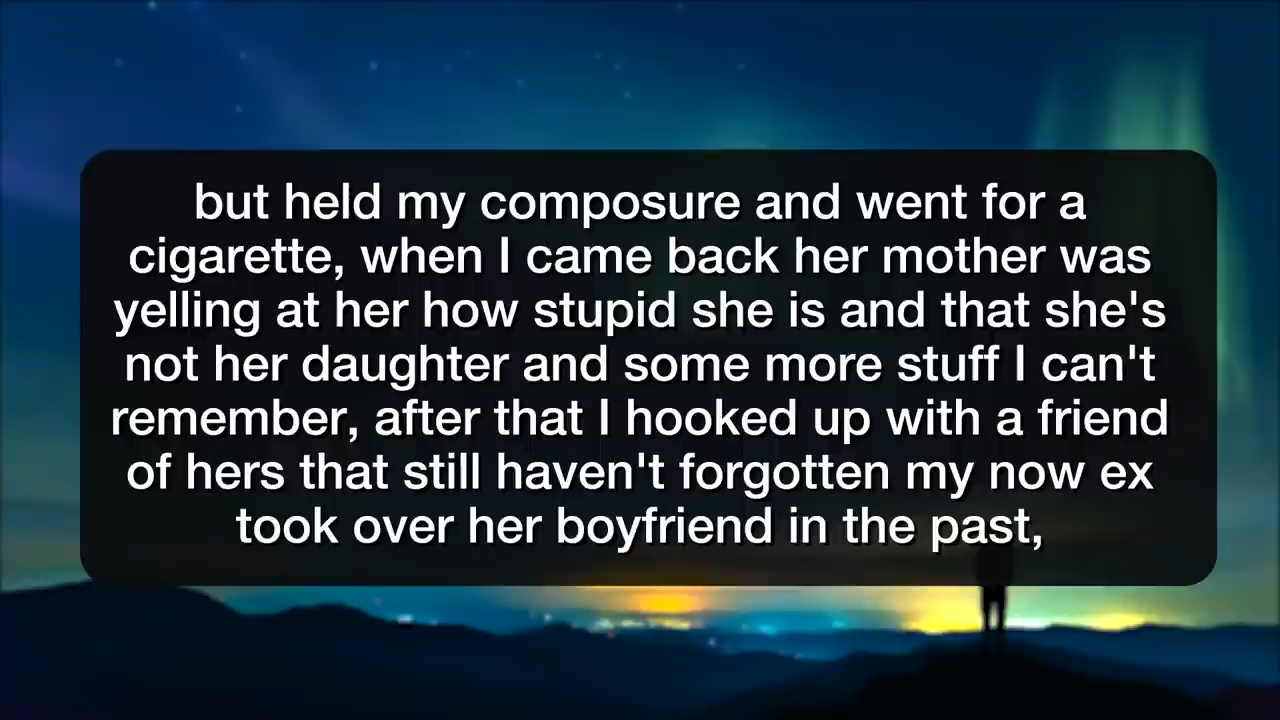 but held my composure and went for a
cigarette, when I came back her mother was
yelling at her how stupid she is and that she's
not her daughter and some more stuff I can't
remember, after that I hooked up with a friend
of hers that still haven't forgotten my now ex
took over her boyfriend in the past,